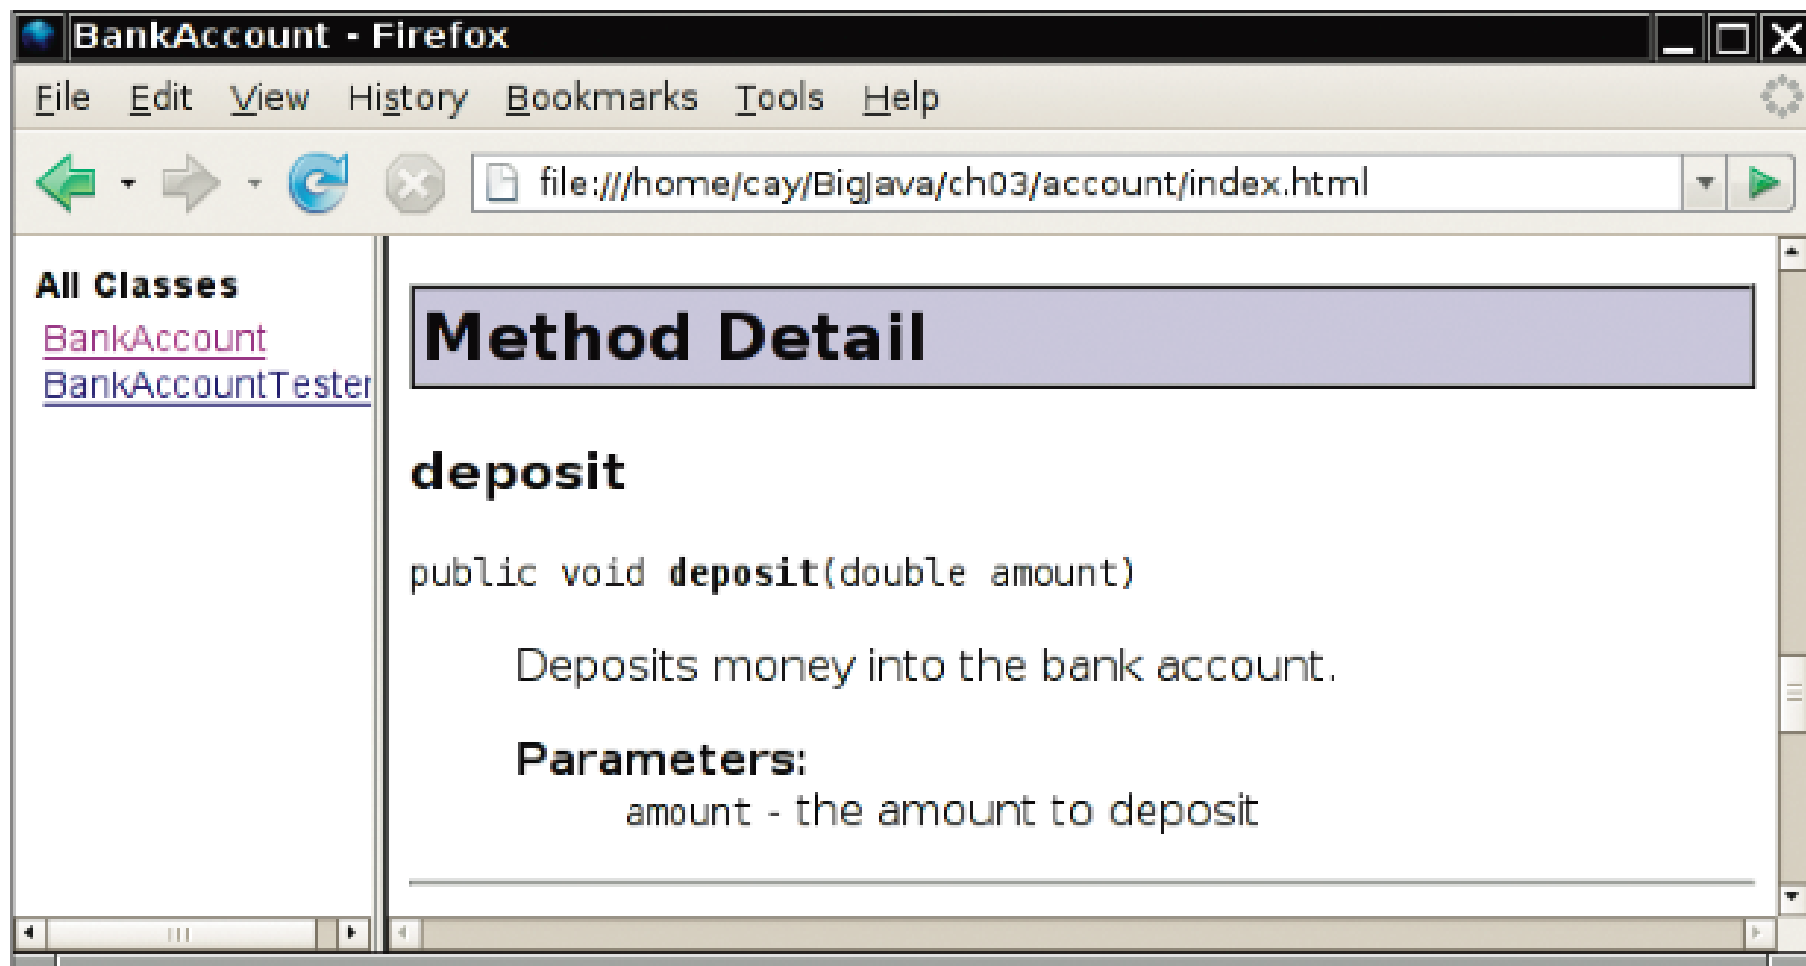 BankAccount - Firefox
File Edit View History Bookmarks Tools Help
file:///home/cay/BigJava/ch03/account/index.html
All Classes
BankAccount
BankAccountTester
Method Detail
deposit
public void deposit(double amount)
Deposits money into the bank account.
Parameters:
amount - the amount to deposit